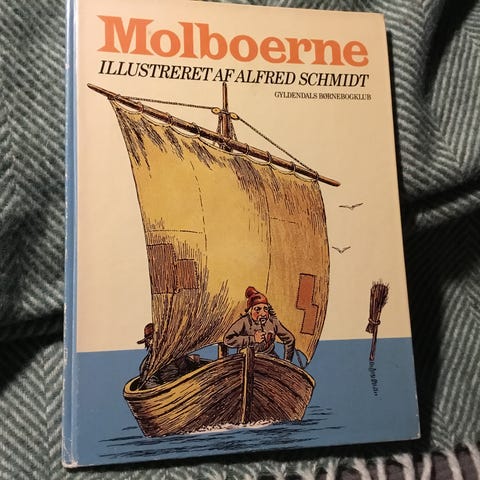 Molboerne
ILLUSTRERET AF ALFRED SCHMIDT
GYLDENDALS BØRNEBOGKLUB